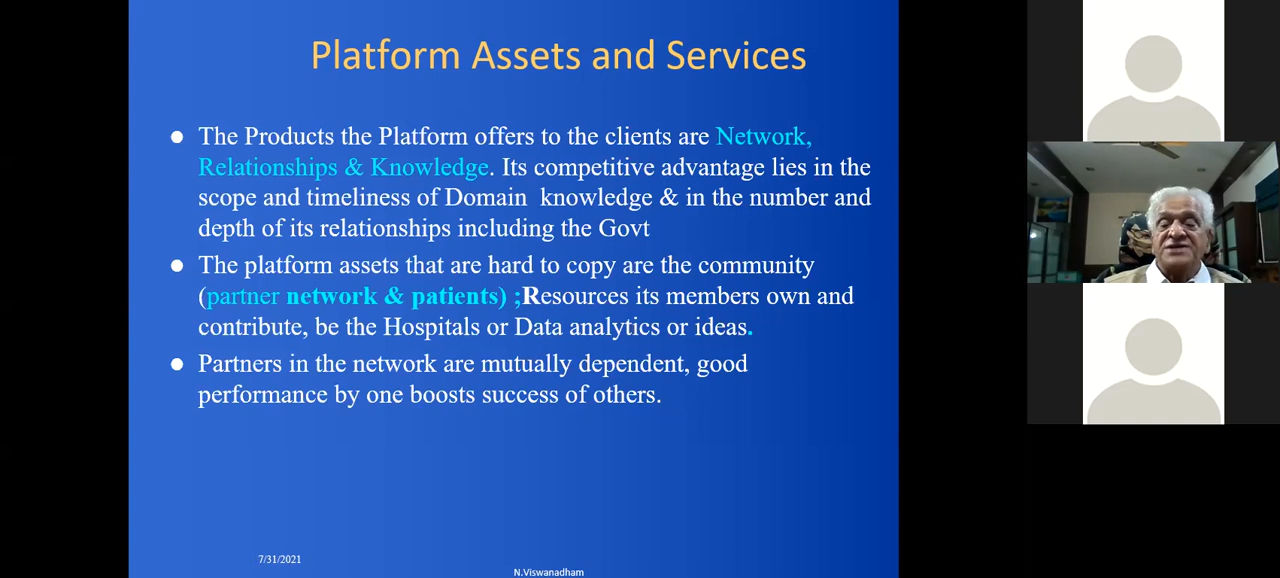 Platform Assets and Services
● The Products the Platform offers to the clients are Network,
Relationships & Knowledge. Its competitive advantage lies in the
scope and timeliness of Domain knowledge & in the number and
depth of its relationships including the Govt
● The platform assets that are hard to copy are the community
(partner network & patients) ;Resources its members own and
contribute, be the Hospitals or Data analytics or ideas.
● Partners in the network are mutually dependent, good
performance by one boosts success of others.
7/31/2021
N.Viswanadham